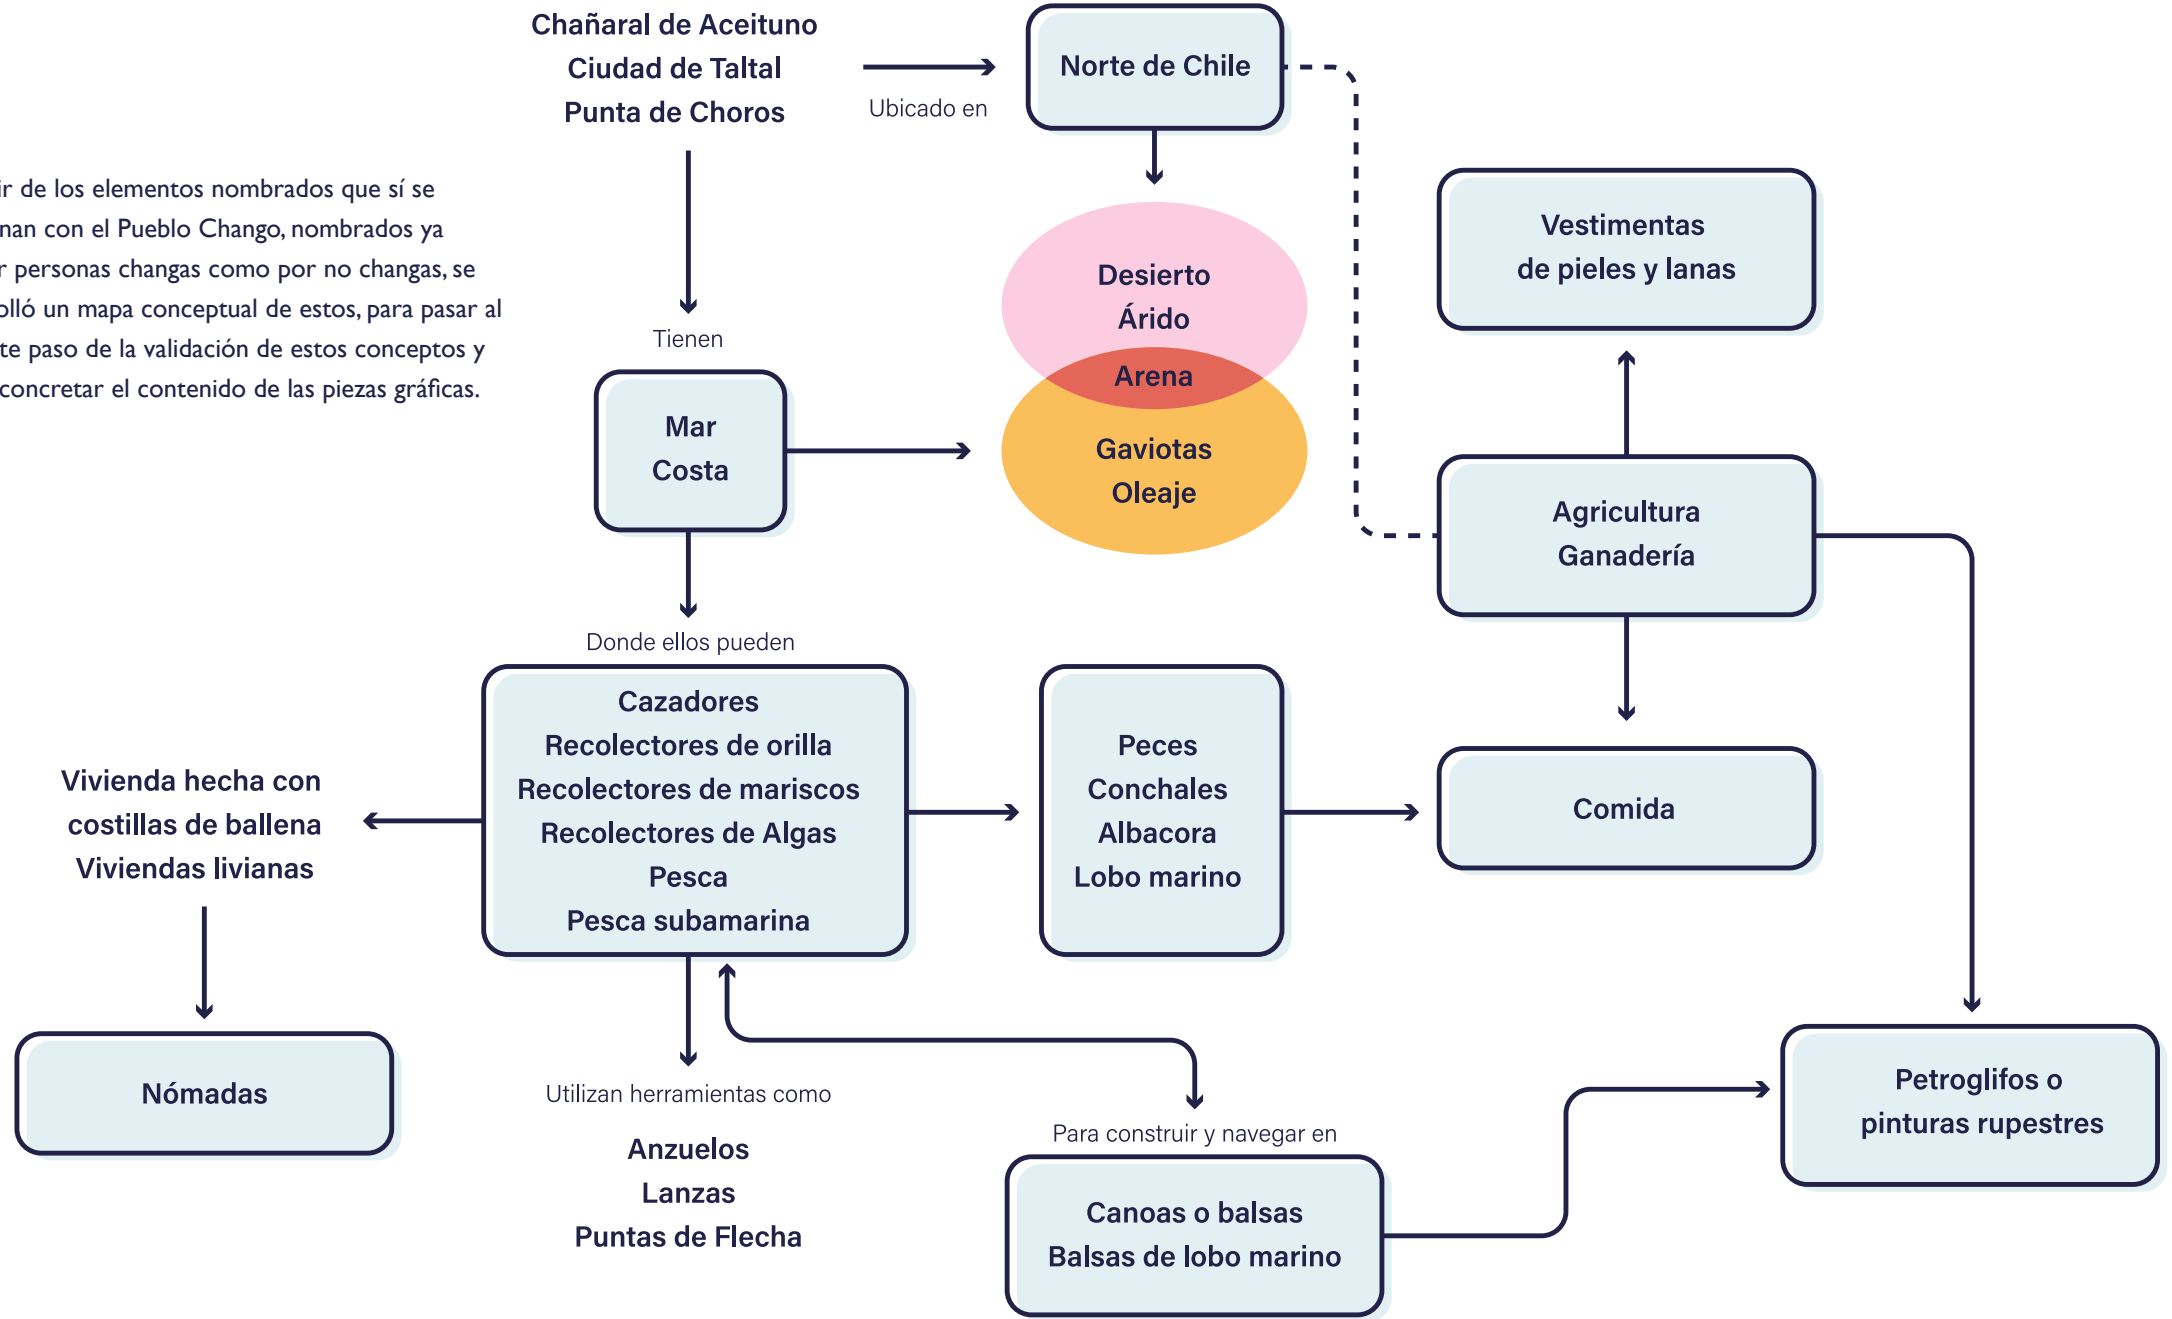 Chañaral de Aceituno
Ciudad de Taltal
Punta de Choros
Ubicado en
Norte de Chile
ir de los elementos nombrados que sí se
nan con el Pueblo Chango, nombrados ya
r personas changas como por no changas, se
olló un mapa conceptual de estos, para pasar al
te paso de la validación de estos conceptos y
concretar el contenido de las piezas gráficas.
Tienen
Mar
Costa
Desierto
Árido
Arena
Gaviotas
Oleaje
Vestimentas
de pieles y lanas
Agricultura
Ganadería
Donde ellos pueden
Cazadores
Recolectores de orilla
Recolectores de mariscos
Recolectores de Algas
Pesca
Pesca subamarina
Peces
Conchales
Albacora
Lobo marino
Comida
Vivienda hecha con
costillas de ballena
Viviendas livianas
Nómadas
Utilizan herramientas como
Anzuelos
Lanzas
Puntas de Flecha
Para construir y navegar en
Canoas o balsas
Balsas de lobo marino
Petroglifos o
pinturas rupestres